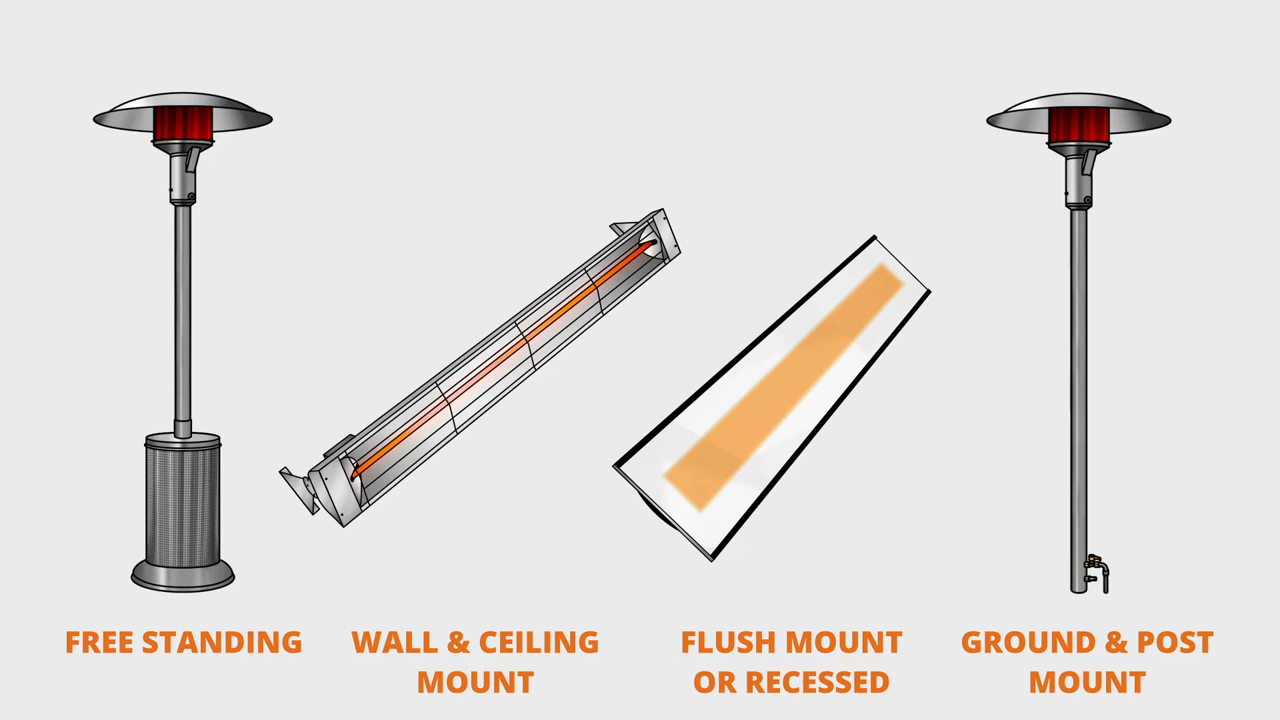 FREE STANDING
WALL & CEILING
MOUNT
FLUSH MOUNT
OR RECESSED
GROUND & POST
MOUNT